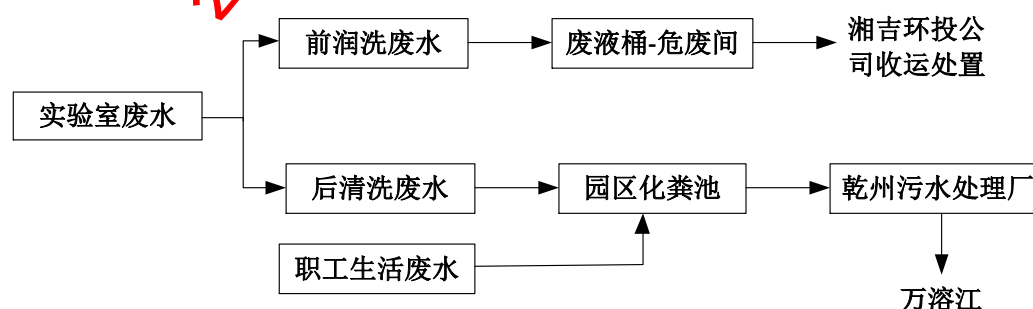 前润洗废水
废液桶-危废间
湘吉环投公
司收运处置
实验室废水
后清洗废水
园区化粪池
乾州污水处理厂
职工生活废水
万溶江